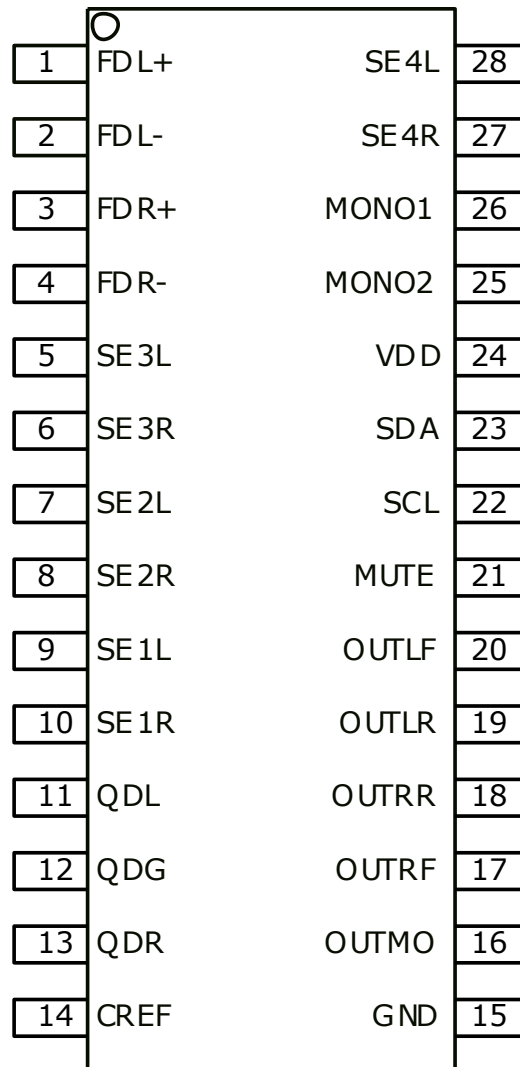 1 FDL+ SE4L 28
2 FDL- SE4R 27
3 FDR+ MONO1 26
4 FDR- MONO2 25
5 SE3L VDD 24
6 SE3R SDA 23
7 SE2L SCL 22
8 SE2R MUTE 21
9 SE1L OUTLF 20
10 SE1R OUTLR 19
11 QDL OUTRR 18
12 QDG OUTRF 17
13 QDR OUTMO 16
14 CREF GND 15